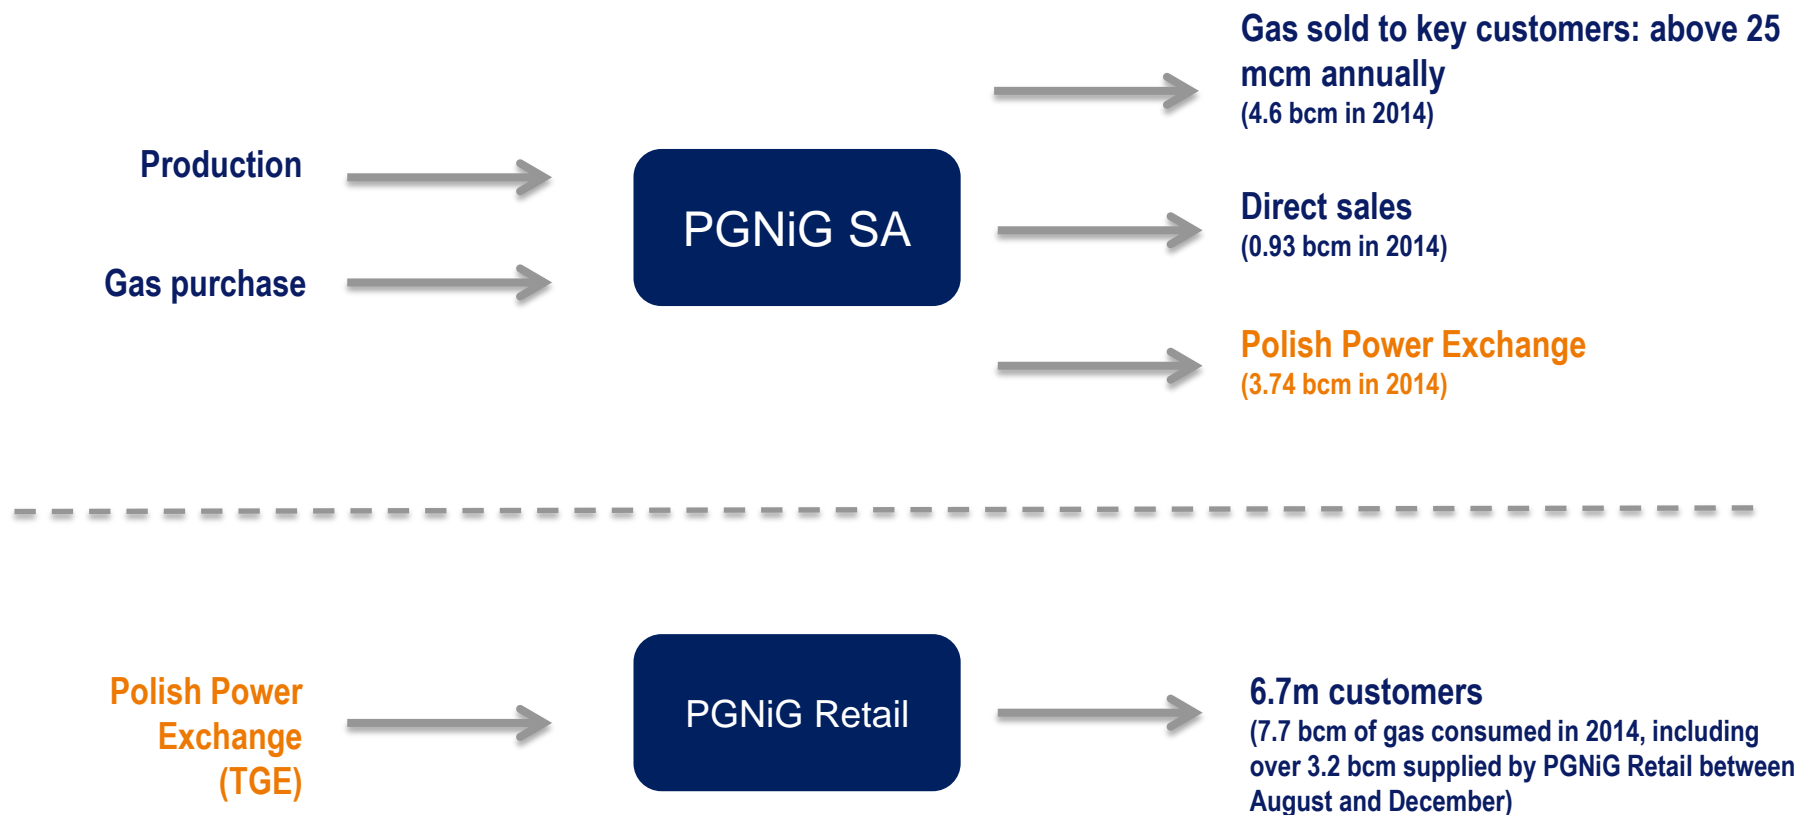 Gas sold to key customers: above 25
mcm annually
(4.6 bcm in 2014)
Production
PGNiG SA
Direct sales
(0.93 bcm in 2014)
Gas purchase
Polish Power Exchange
(3.74 bcm in 2014)
Polish Power
Exchange
(TGE)
PGNiG Retail
6.7m customers
(7.7 bcm of gas consumed in 2014, including
over 3.2 bcm supplied by PGNiG Retail between
August and December)